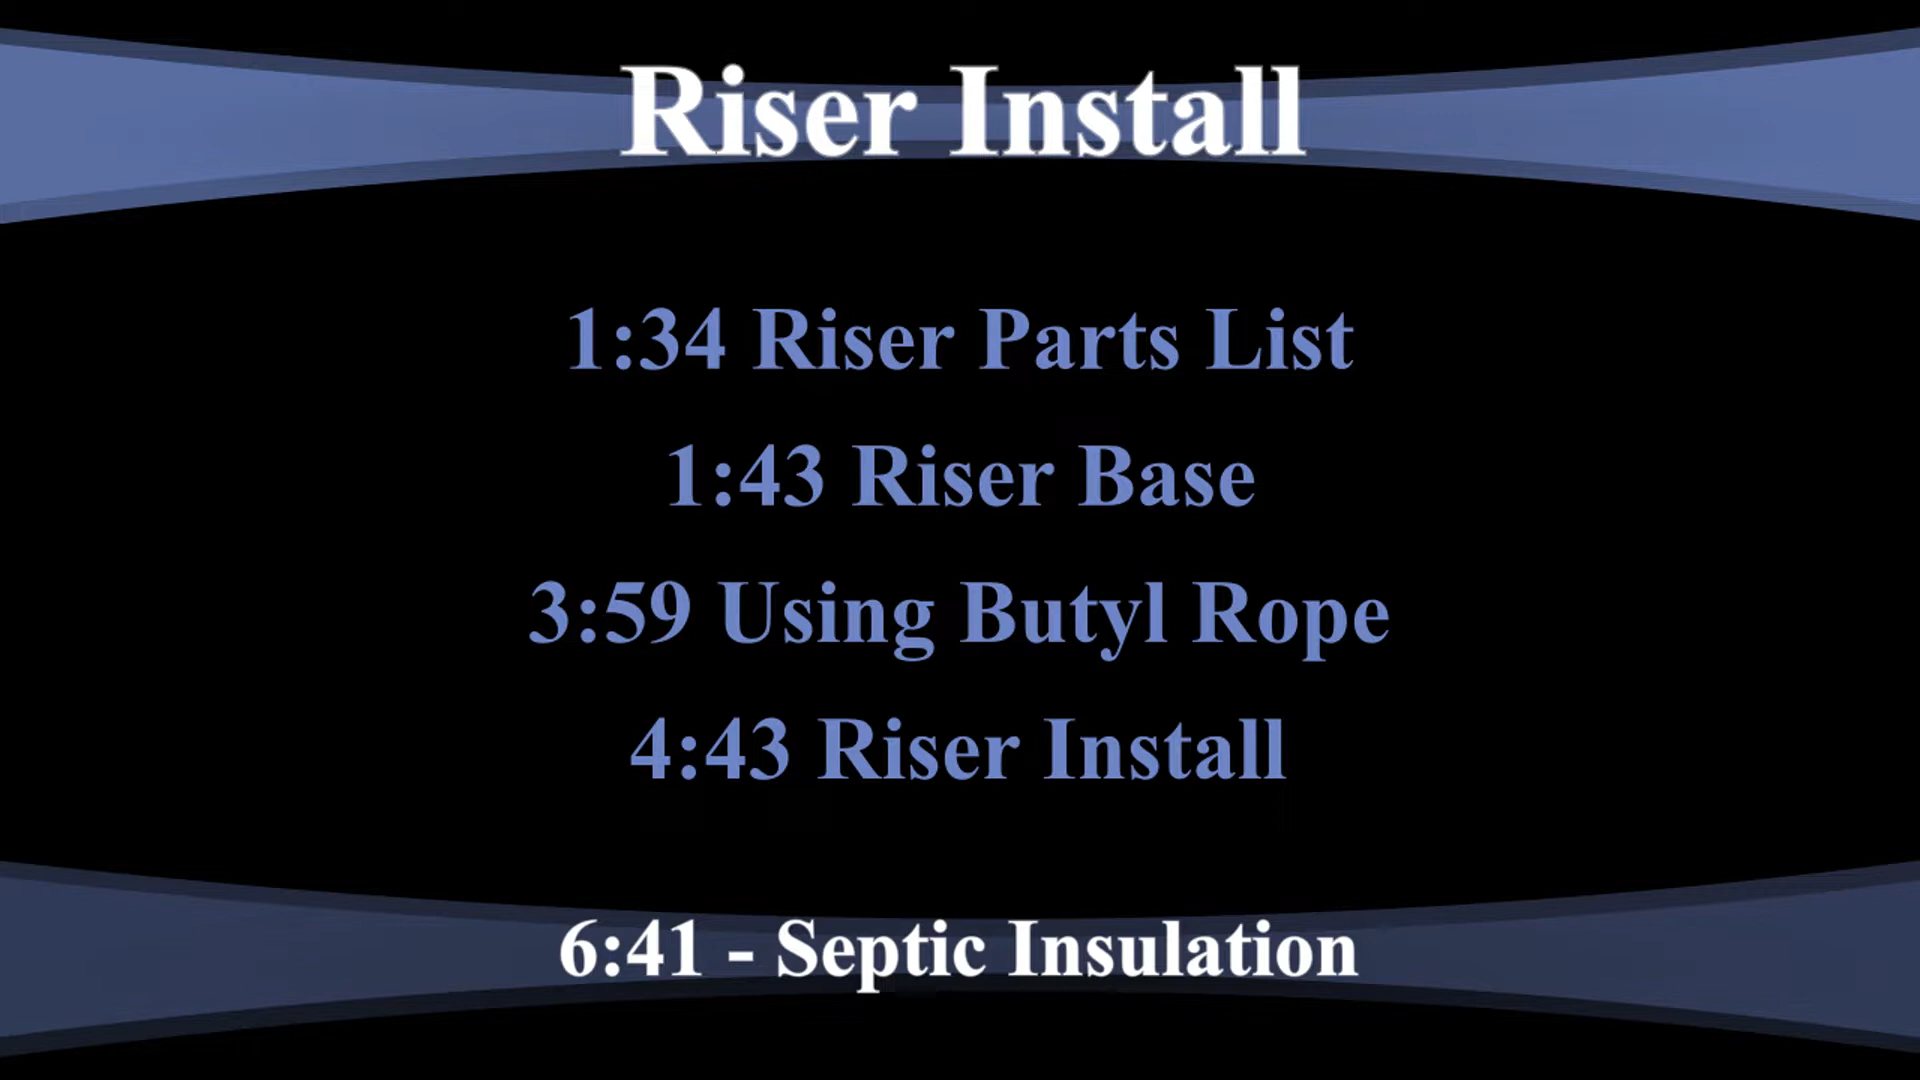 Riser Install
1:34 Riser Parts List
1:43 Riser Base
3:59 Using Butyl Rope
4:43 Riser Install
6:41 - Septic Insulation